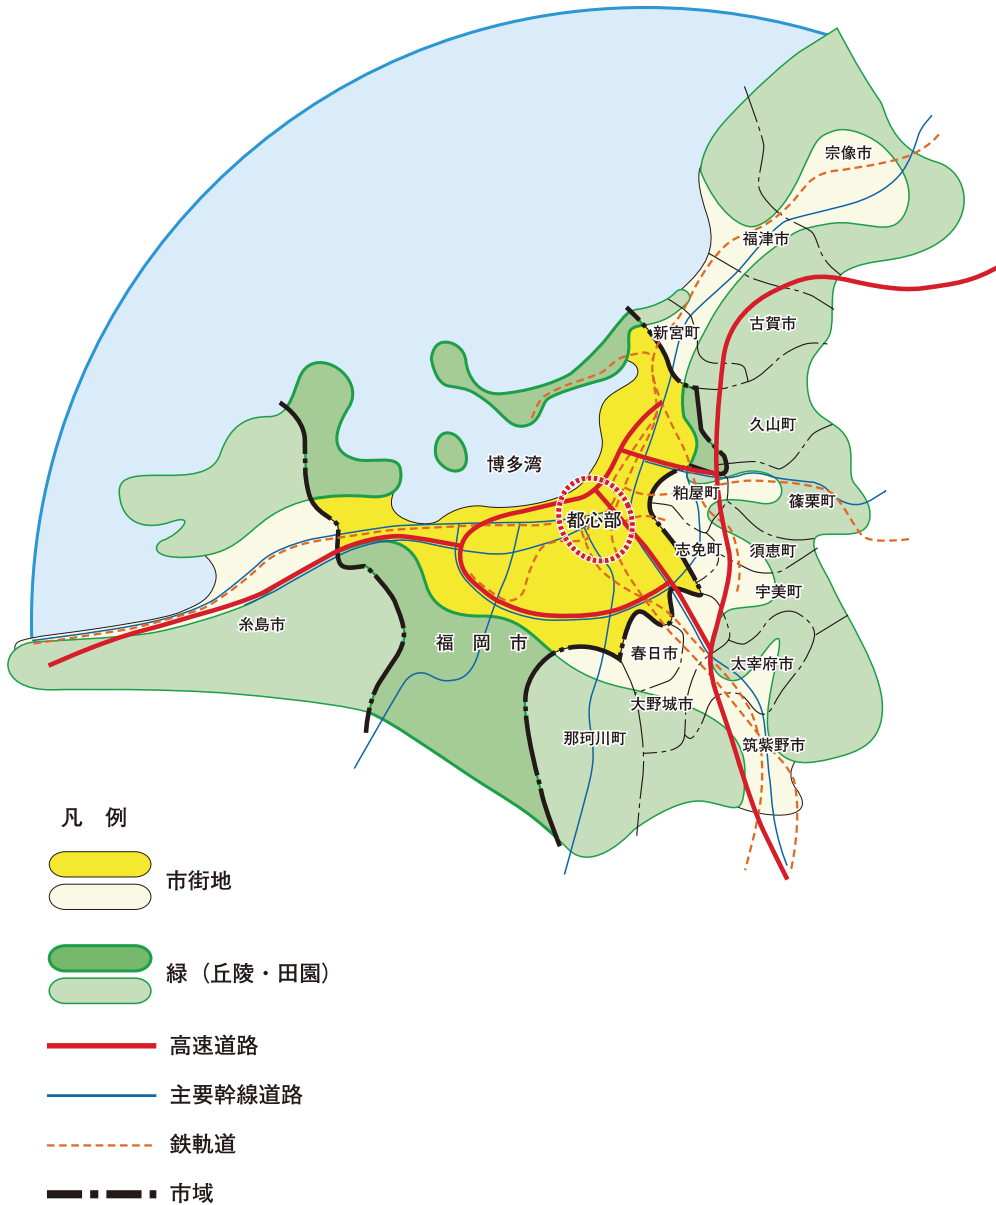 宗像市
福津市
古賀市
新宮町
久山町
博多湾
粕屋町
篠栗町
都心部
志免町
須恵町
宇美町
糸島市
福岡市
春日市
太宰府市
大野城市
那珂川町
筑紫野市
凡例
市街地
緑（丘陵・田園）
高速道路
主要幹線道路
鉄軌道
市域